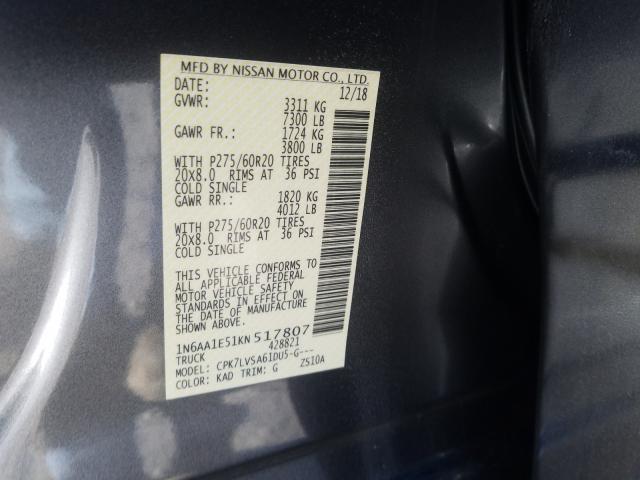 MFD BY NISSAN MOTOR CO., LTD.
DATE: 12/18
GVWR: 3311 KG
7300 LB
GAWR FR.: 1724 KG
3800 LB
WITH P275/60R20 TIRES
20X8.0 RIMS AT 36 PSI
COLD SINGLE
GAWR RR.: 1820 KG
4012 LB
WITH P275/60R20 TIRES
20X8.0 RIMS AT 36 PSI
COLD SINGLE
THIS VEHICLE CONFORMS TO
ALL APPLICABLE FEDERAL
MOTOR VEHICLE SAFETY
STANDARDS IN EFFECT ON
THE DATE OF MANUFACTURE
SHOWN ABOVE.
1N6AA1E51KN517807
TRUCK 428821
MODEL: CPK7LVSA61DU5-G---
COLOR: KAD TRIM: G ZS10A